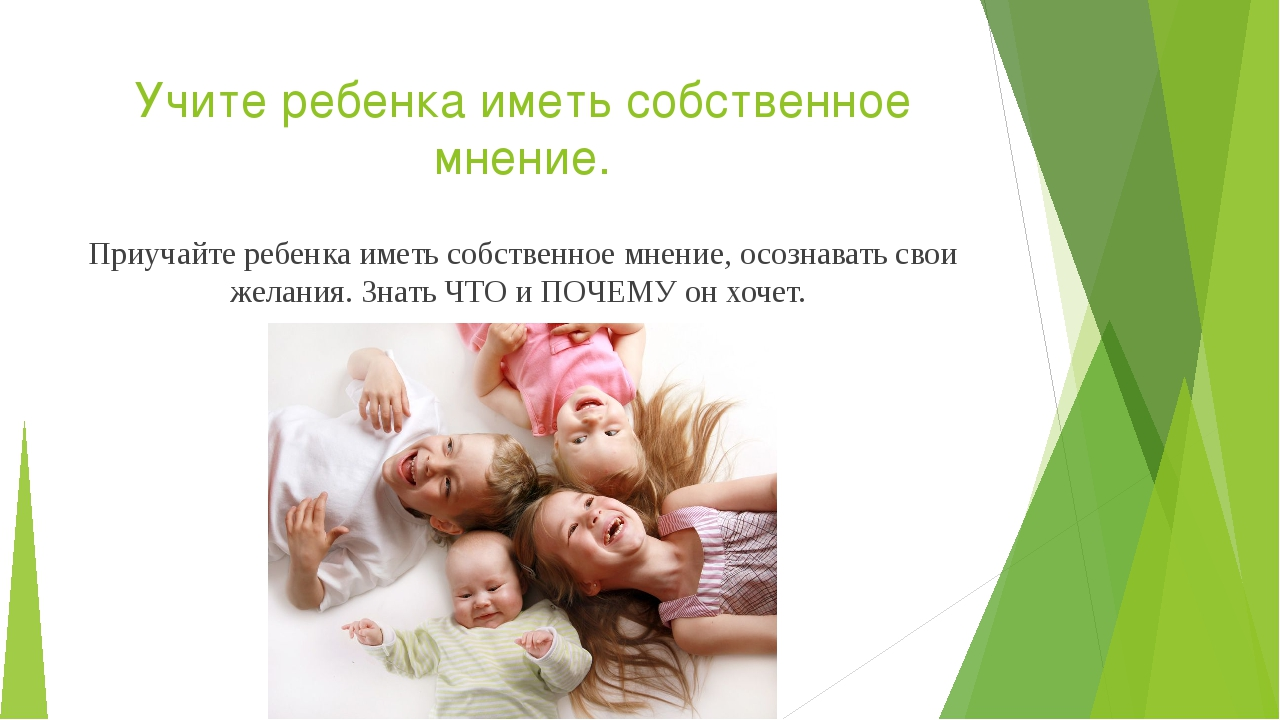 Учите ребенка иметь собственное
мнение.
Приучайте ребенка иметь собственное мнение, осознавать свои
желания. Знать ЧТО и ПОЧЕМУ он хочет.